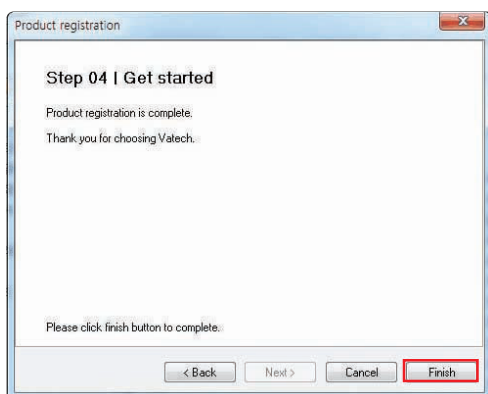 Product registration
Step 04 | Get started
Product registration is complete.
Thank you for choosing Vatech.
Please click finish button to complete.
< Back Next > Cancel Finish